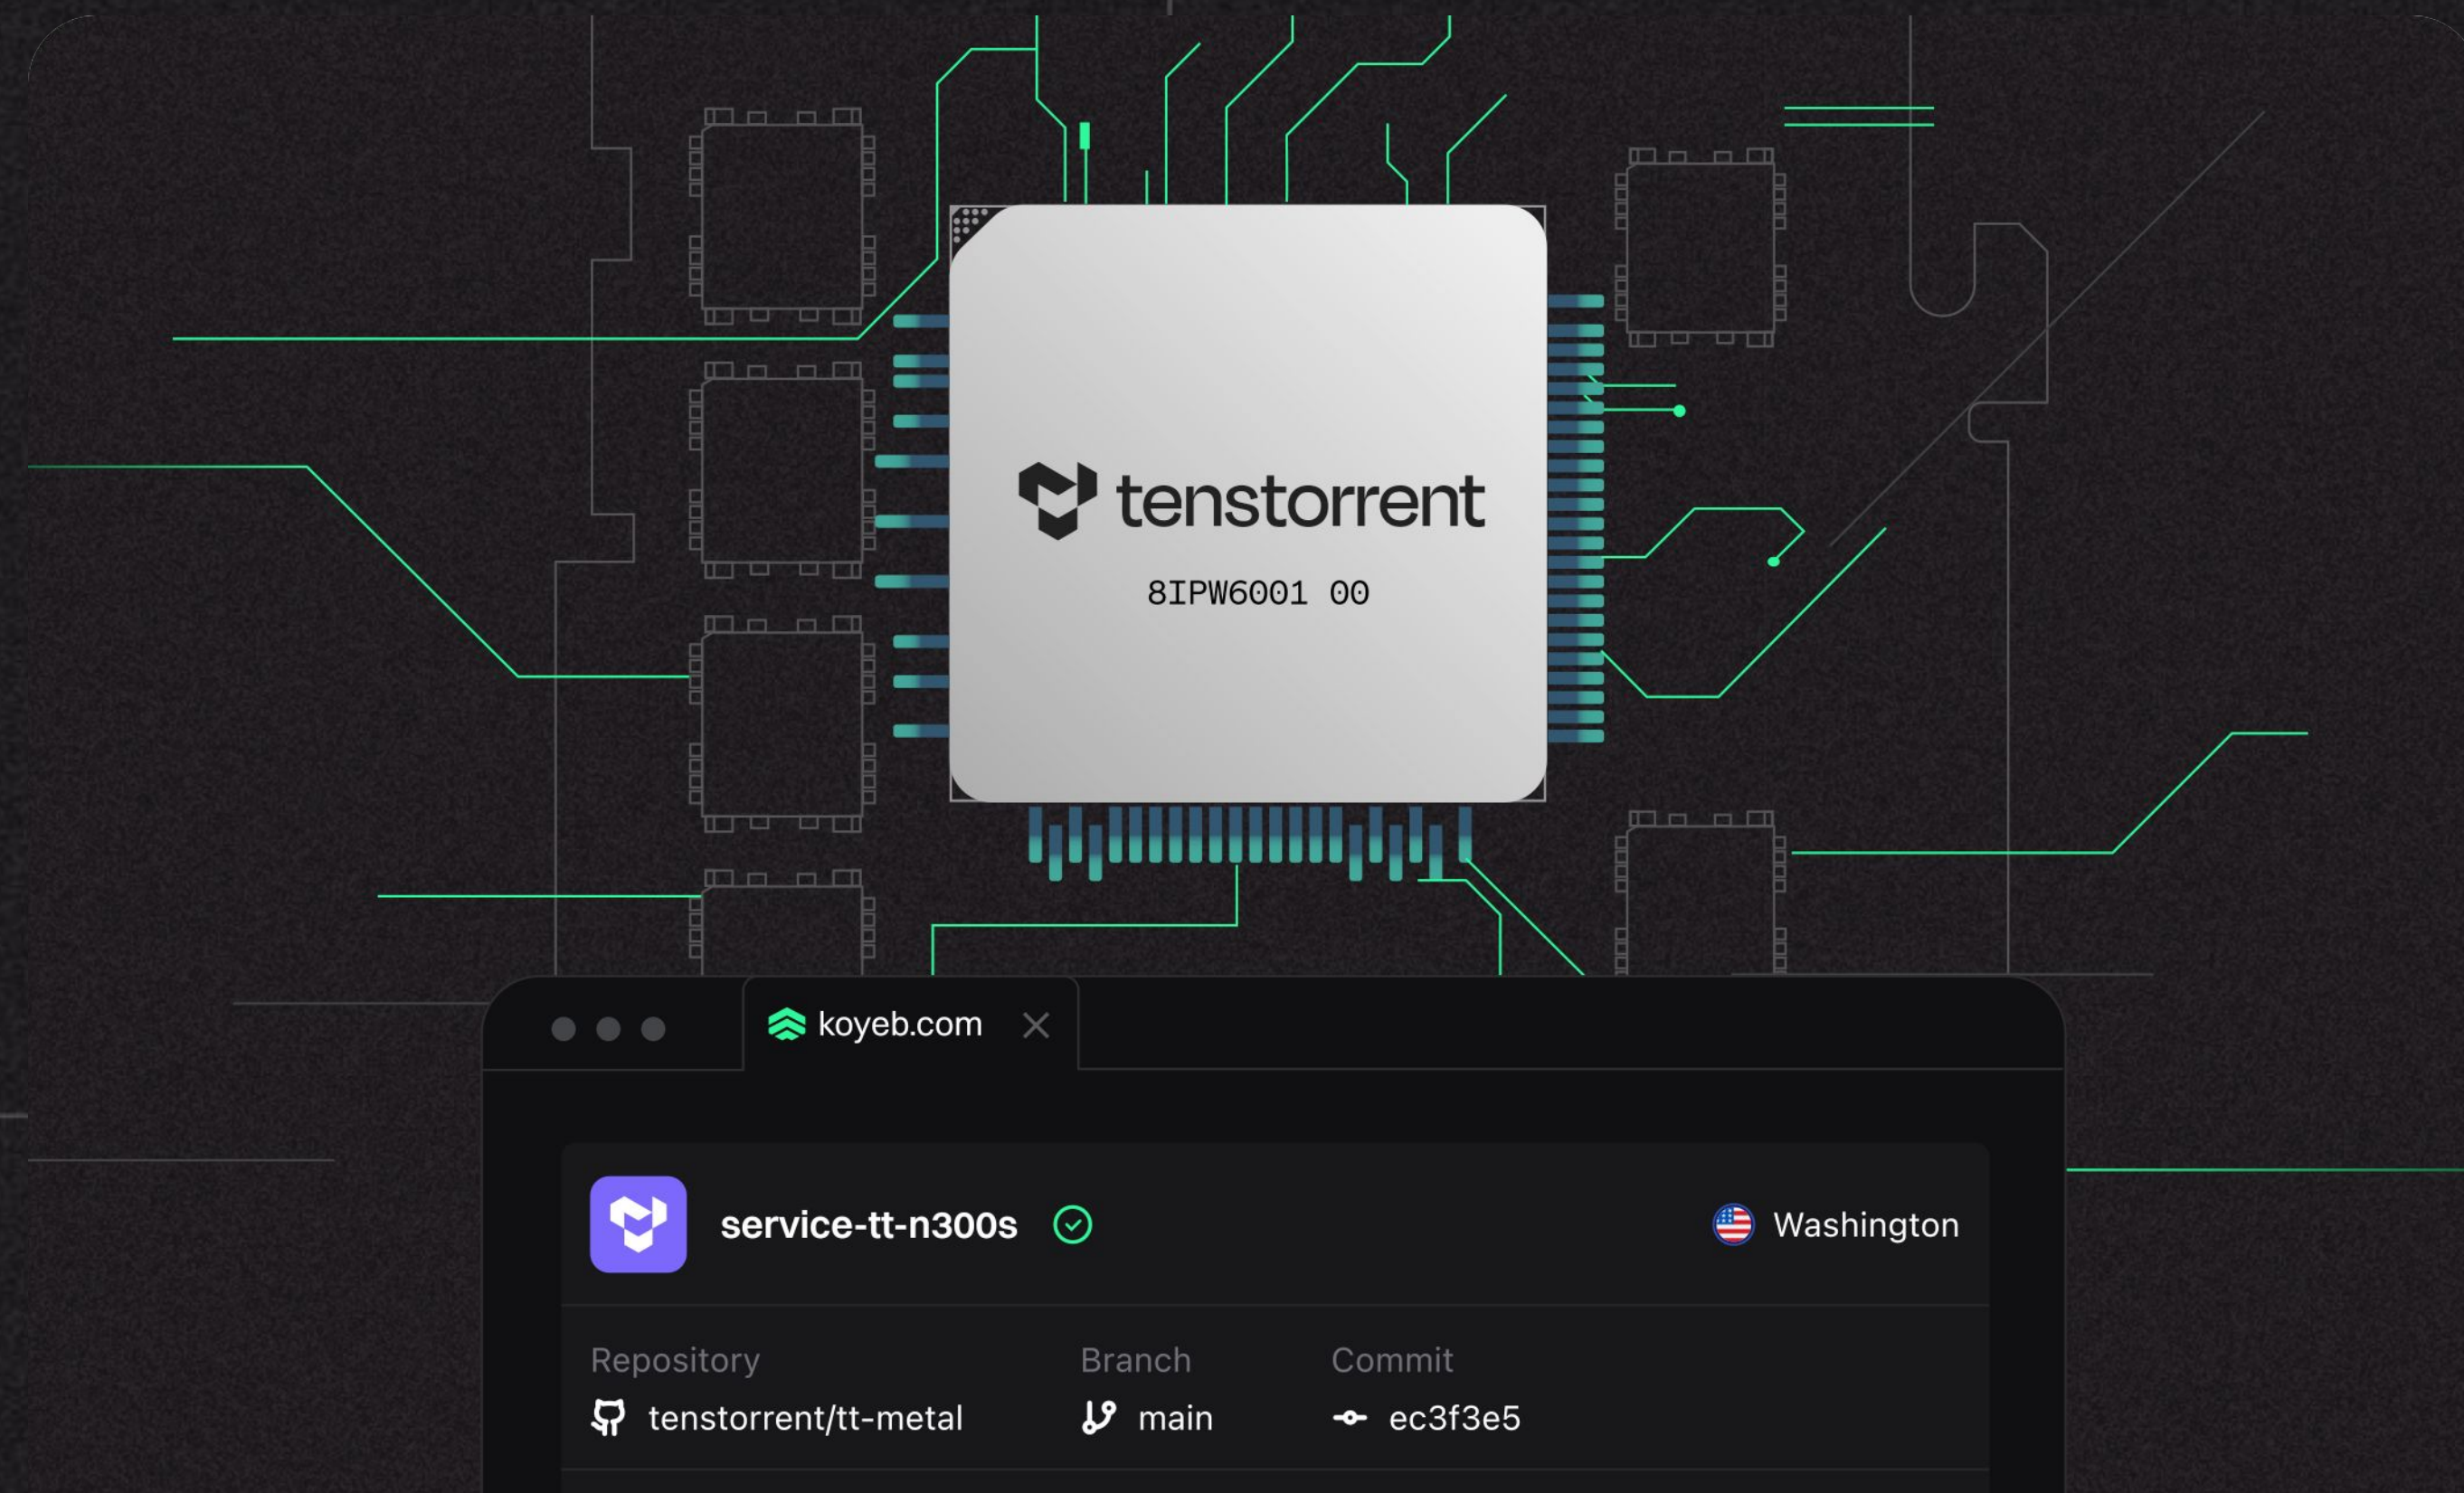 tenstorrent
8IPW6001 00
koyeb.com
service-tt-n300s
Washington
Repository
Branch
Commit
tenstorrent/tt-metal
main
ec3f3e5